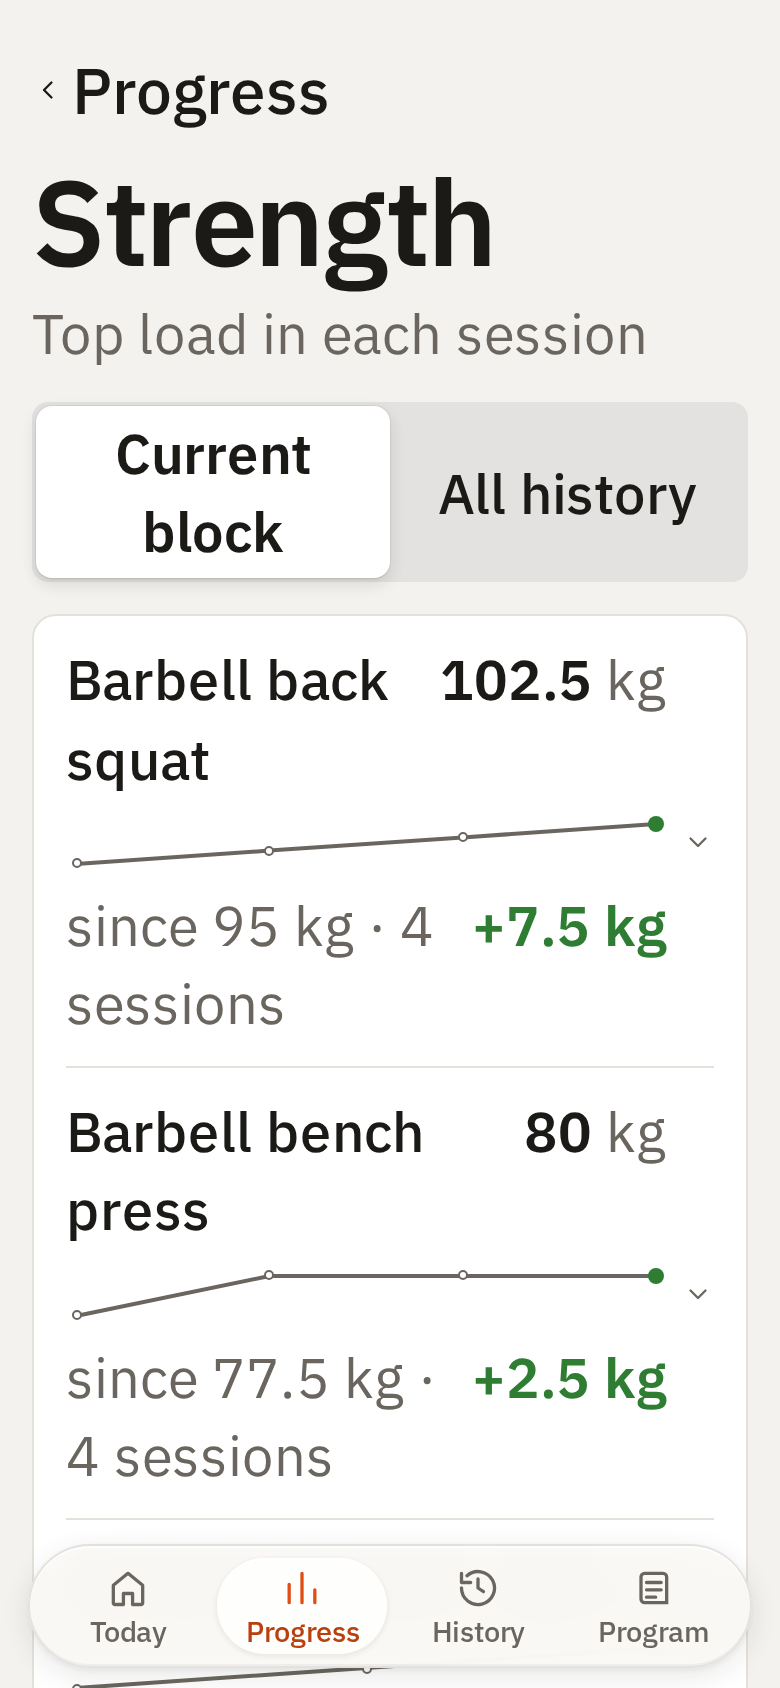 Progress
Strength
Top load in each session
Current
block
All history
Barbell back
squat
102.5 kg
since 95 kg · 4
sessions
+7.5 kg
Barbell bench
press
80 kg
since 77.5 kg ·
4 sessions
+2.5 kg
Today
Progress
History
Program